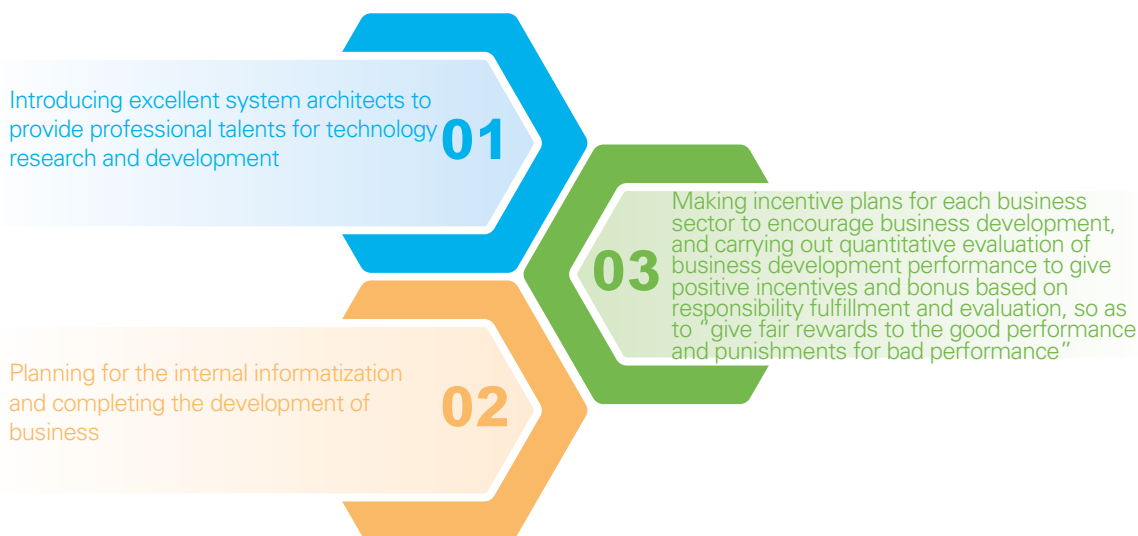 Introducing excellent system architects to
provide professional talents for technology
research and development
01
Planning for the internal informatization
and completing the development of
business
02
03
Making incentive plans for each business
sector to encourage business development,
and carrying out quantitative evaluation of
business development performance to give
positive incentives and bonus based on
responsibility fulfillment and evaluation, so as
to “give fair rewards to the good performance
and punishments for bad performance”